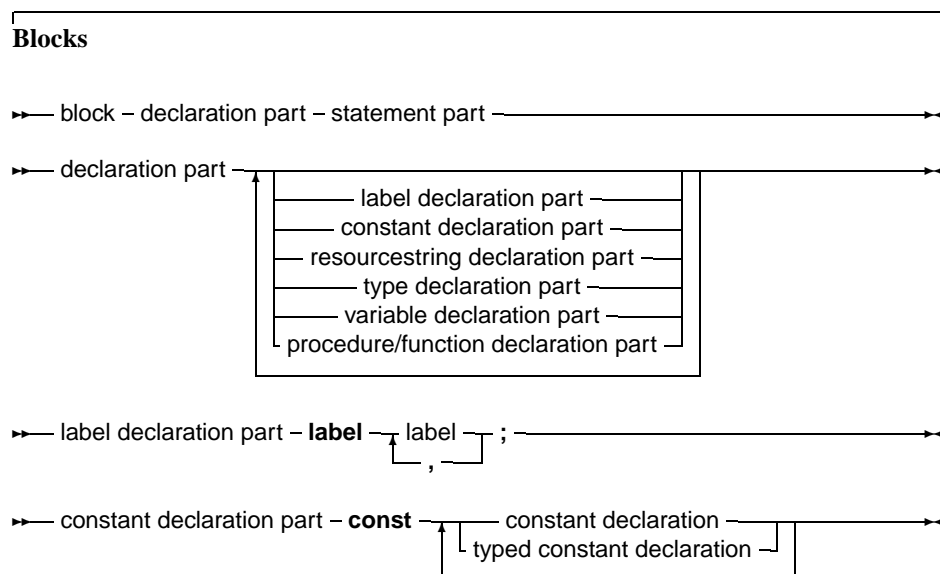 Blocks
block declaration part statement part
declaration part
label declaration part
constant declaration part
resourcestring declaration part
type declaration part
variable declaration part
procedure/function declaration part
label declaration part label label ;
,
constant declaration part const constant declaration
typed constant declaration